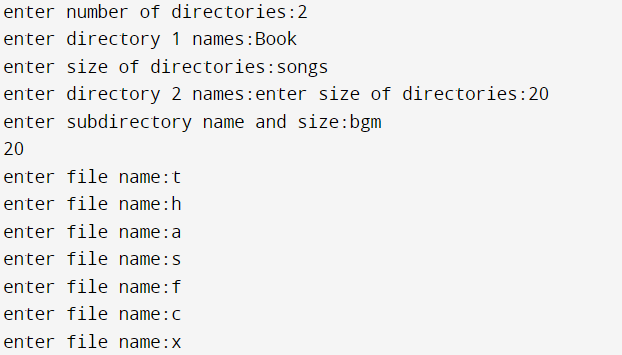 enter number of directories:2
enter directory 1 names:Book
enter size of directories:songs
enter directory 2 names:enter size of directories:20
enter subdirectory name and size:bgm
20
enter file name:t
enter file name:h
enter file name:a
enter file name:s
enter file name:f
enter file name:c
enter file name:x